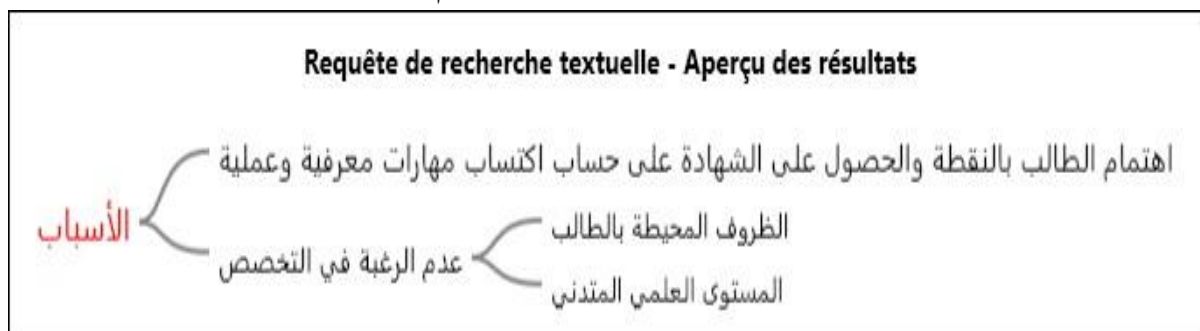 Requête de recherche textuelle - Aperçu des résultats
اهتمام الطالب بالنقطة والحصول على الشهادة على حساب اكتساب مهارات معرفية وعملية
الأسباب
الظروف المحيطة بالطالب
عدم الرغبة في التخصص
المستوى العلمي المتدني